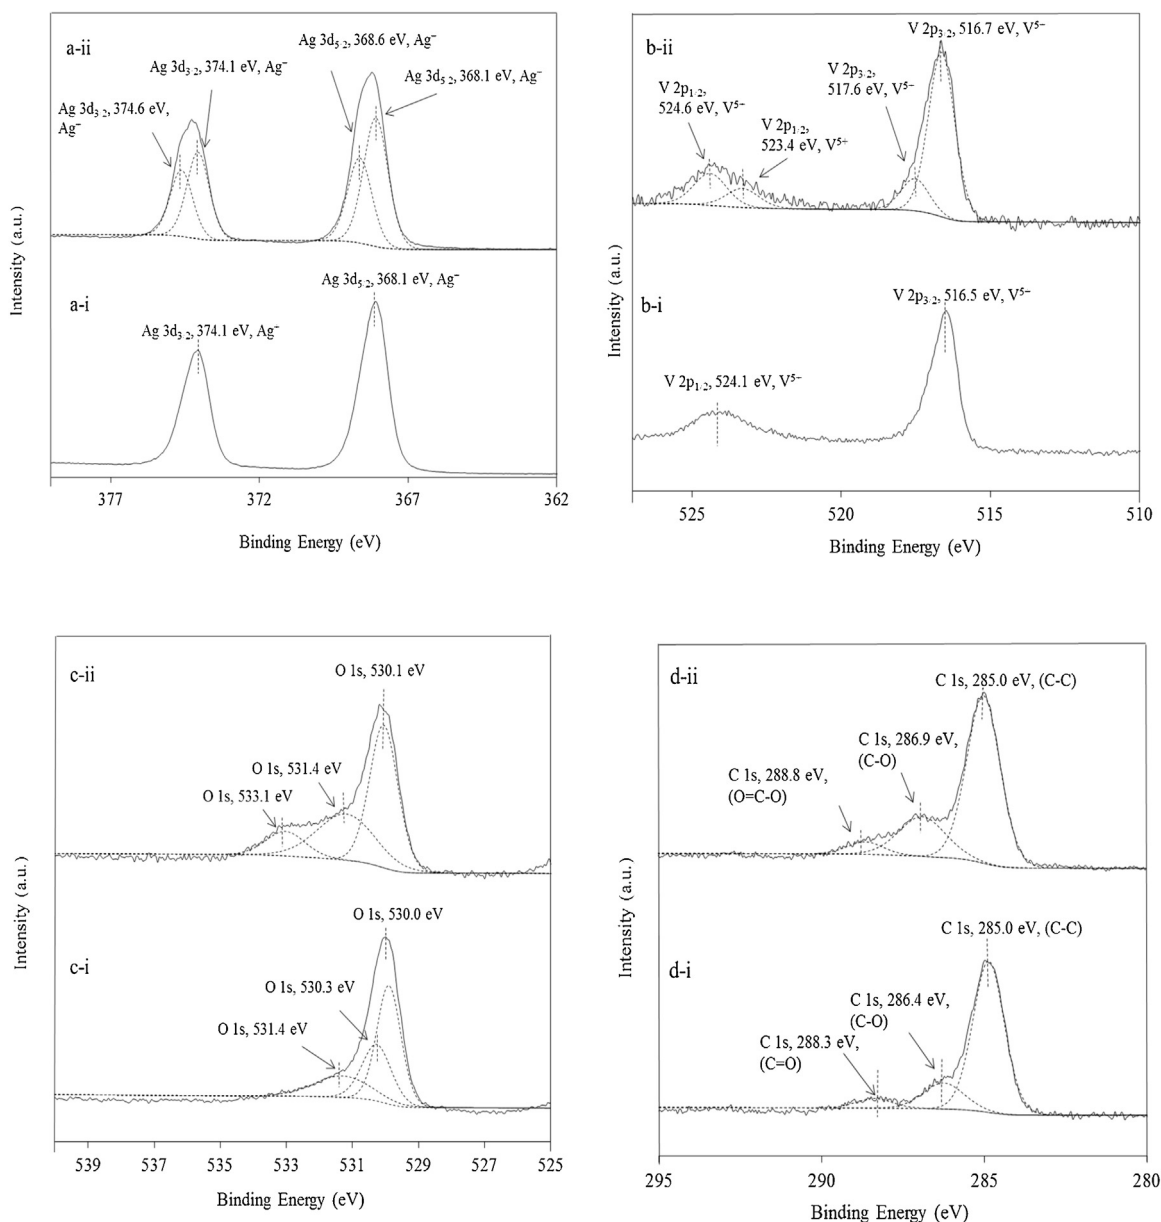 a-ii
Ag 3d₅.₂, 368.6 eV, Ag⁻
Ag 3d₃.₂, 374.1 eV, Ag⁻
Ag 3d₅.₂, 368.1 eV, Ag⁻
Ag 3d₃.₂, 374.6 eV,
Ag⁻
a-i
Ag 3d₅.₂, 368.1 eV, Ag⁻
Ag 3d₃.₂, 374.1 eV, Ag⁻
Intensity (a.u.)
377 372 367 362
Binding Energy (eV)
b-ii
V 2p₃.₂, 516.7 eV, V⁵⁻
V 2p₃.₂,
517.6 eV, V⁵⁻
V 2p₁.₂,
524.6 eV, V⁵⁻
V 2p₁.₂,
523.4 eV, V⁵⁺
b-i
V 2p₃.₂, 516.5 eV, V⁵⁻
V 2p₁.₂, 524.1 eV, V⁵⁻
Intensity (a.u.)
525 520 515 510
Binding Energy (eV)
c-ii
O 1s, 530.1 eV
O 1s, 531.4 eV
O 1s, 533.1 eV
c-i
O 1s, 530.0 eV
O 1s, 530.3 eV
O 1s, 531.4 eV
Intensity (a.u.)
539 537 535 533 531 529 527 525
Binding Energy (eV)
d-ii
C 1s, 285.0 eV, (C-C)
C 1s, 286.9 eV,
(C-O)
C 1s, 288.8 eV,
(O=C-O)
d-i
C 1s, 285.0 eV, (C-C)
C 1s, 286.4 eV,
(C-O)
C 1s, 288.3 eV,
(C=O)
Intensity (a.u.)
295 290 285 280
Binding Energy (eV)